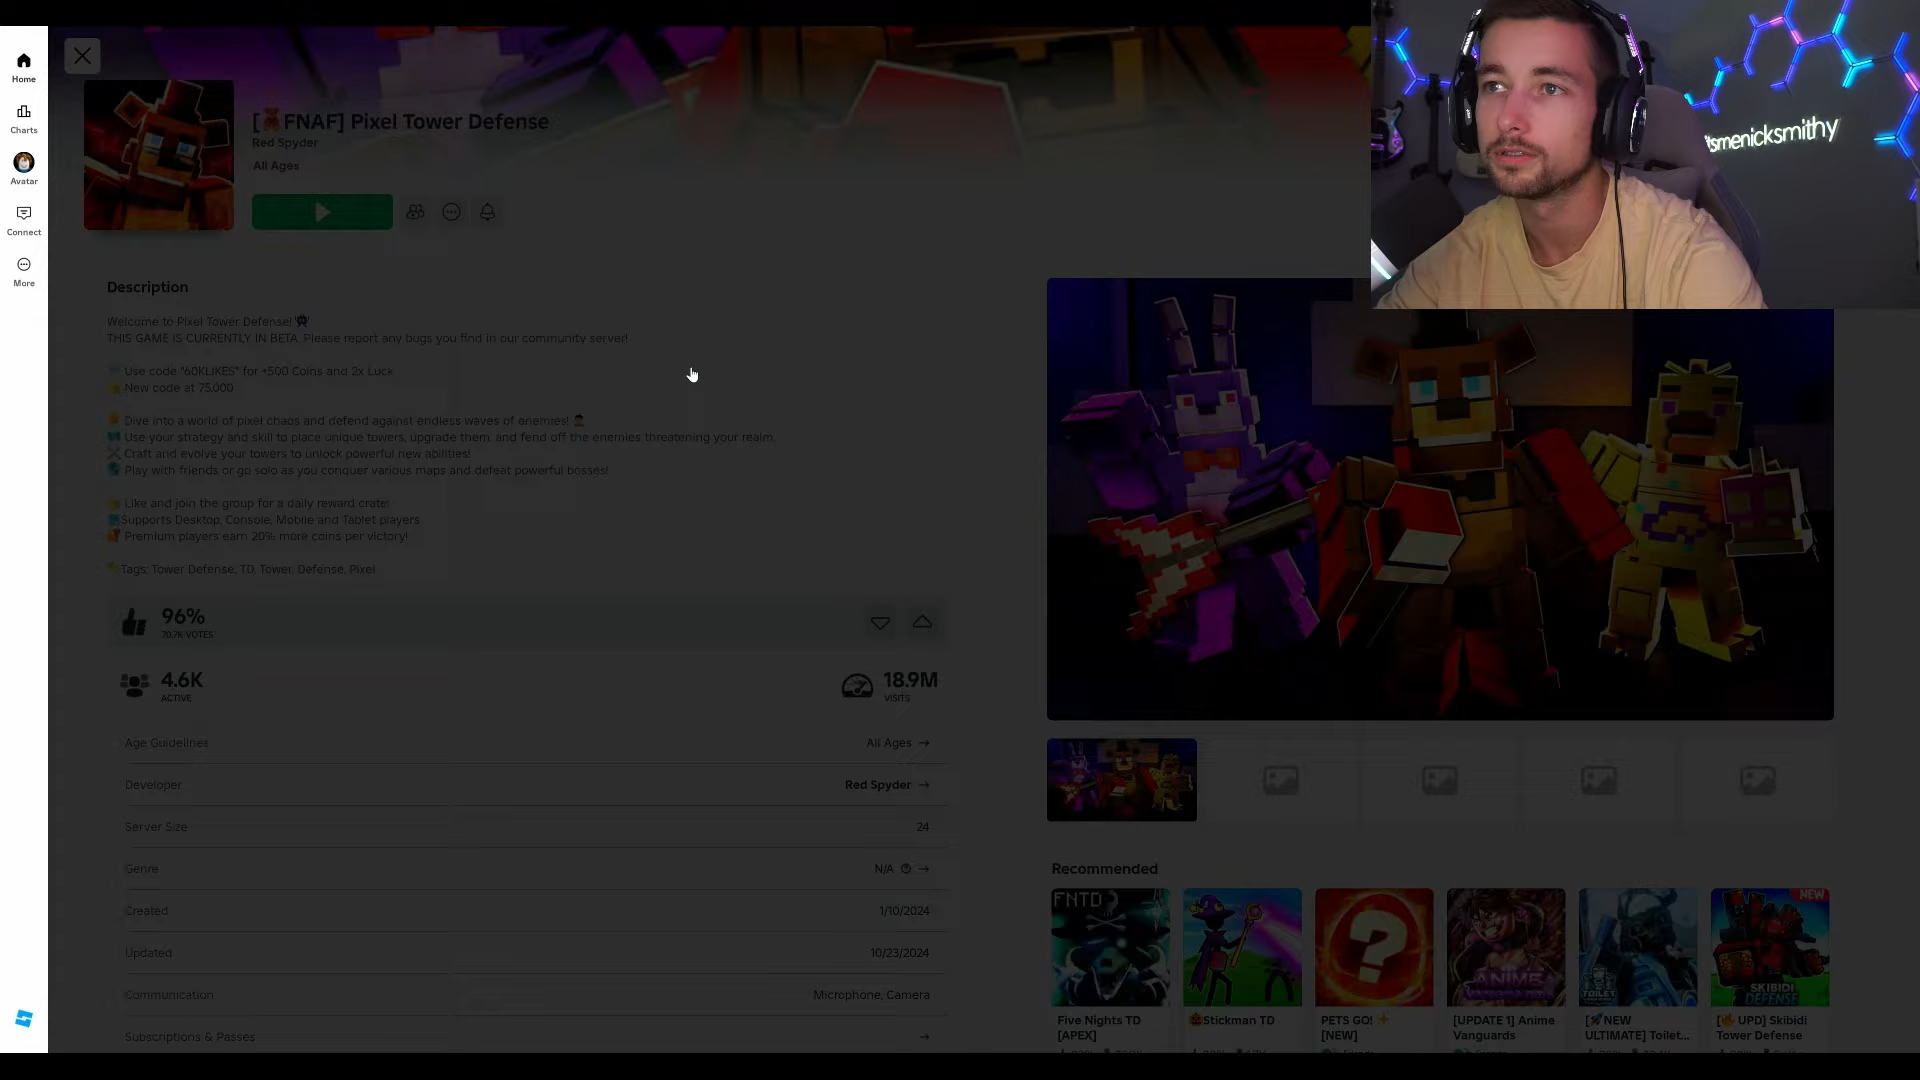 Home
Charts
Avatar
Connect
More
[🧸FNAF] Pixel Tower Defense
Red Spyder
All Ages
Description
Welcome to Pixel Tower Defense!
THIS GAME IS CURRENTLY IN BETA. Please report any bugs you find in our community server!
Use code "60KLIKES" for +500 Coins and 2x Luck
New code at 75,000
Dive into a world of pixel chaos and defend against endless waves of enemies!
Use your strategy and skill to place unique towers, upgrade them, and fend off the enemies threatening your realm.
Craft and evolve your towers to unlock powerful new abilities!
Play with friends or go solo as you conquer various maps and defeat powerful bosses!
Like and join the group for a daily reward crate!
Supports Desktop, Console, Mobile and Tablet players
Premium players earn 20% more coins per victory!
Tags: Tower Defense, TD, Tower, Defense, Pixel
96%
70.7K VOTES
4.6K
ACTIVE
18.9M
VISITS
Age Guidelines
All Ages →
Developer
Red Spyder →
Server Size
24
Genre
N/A →
Created
1/10/2024
Updated
10/23/2024
Communication
Microphone, Camera
Subscriptions & Passes →
tsmenicksmithy
Recommended
FNTD
ANIME
TOILET
NEW
SKIBIDI
DEFENSE
Five Nights TD
[APEX]
🎃Stickman TD
PETS GO! ✨
[NEW]
[UPDATE 1] Anime
Vanguards
[🚀NEW
ULTIMATE] Toilet...
[🔥 UPD] Skibidi
Tower Defense